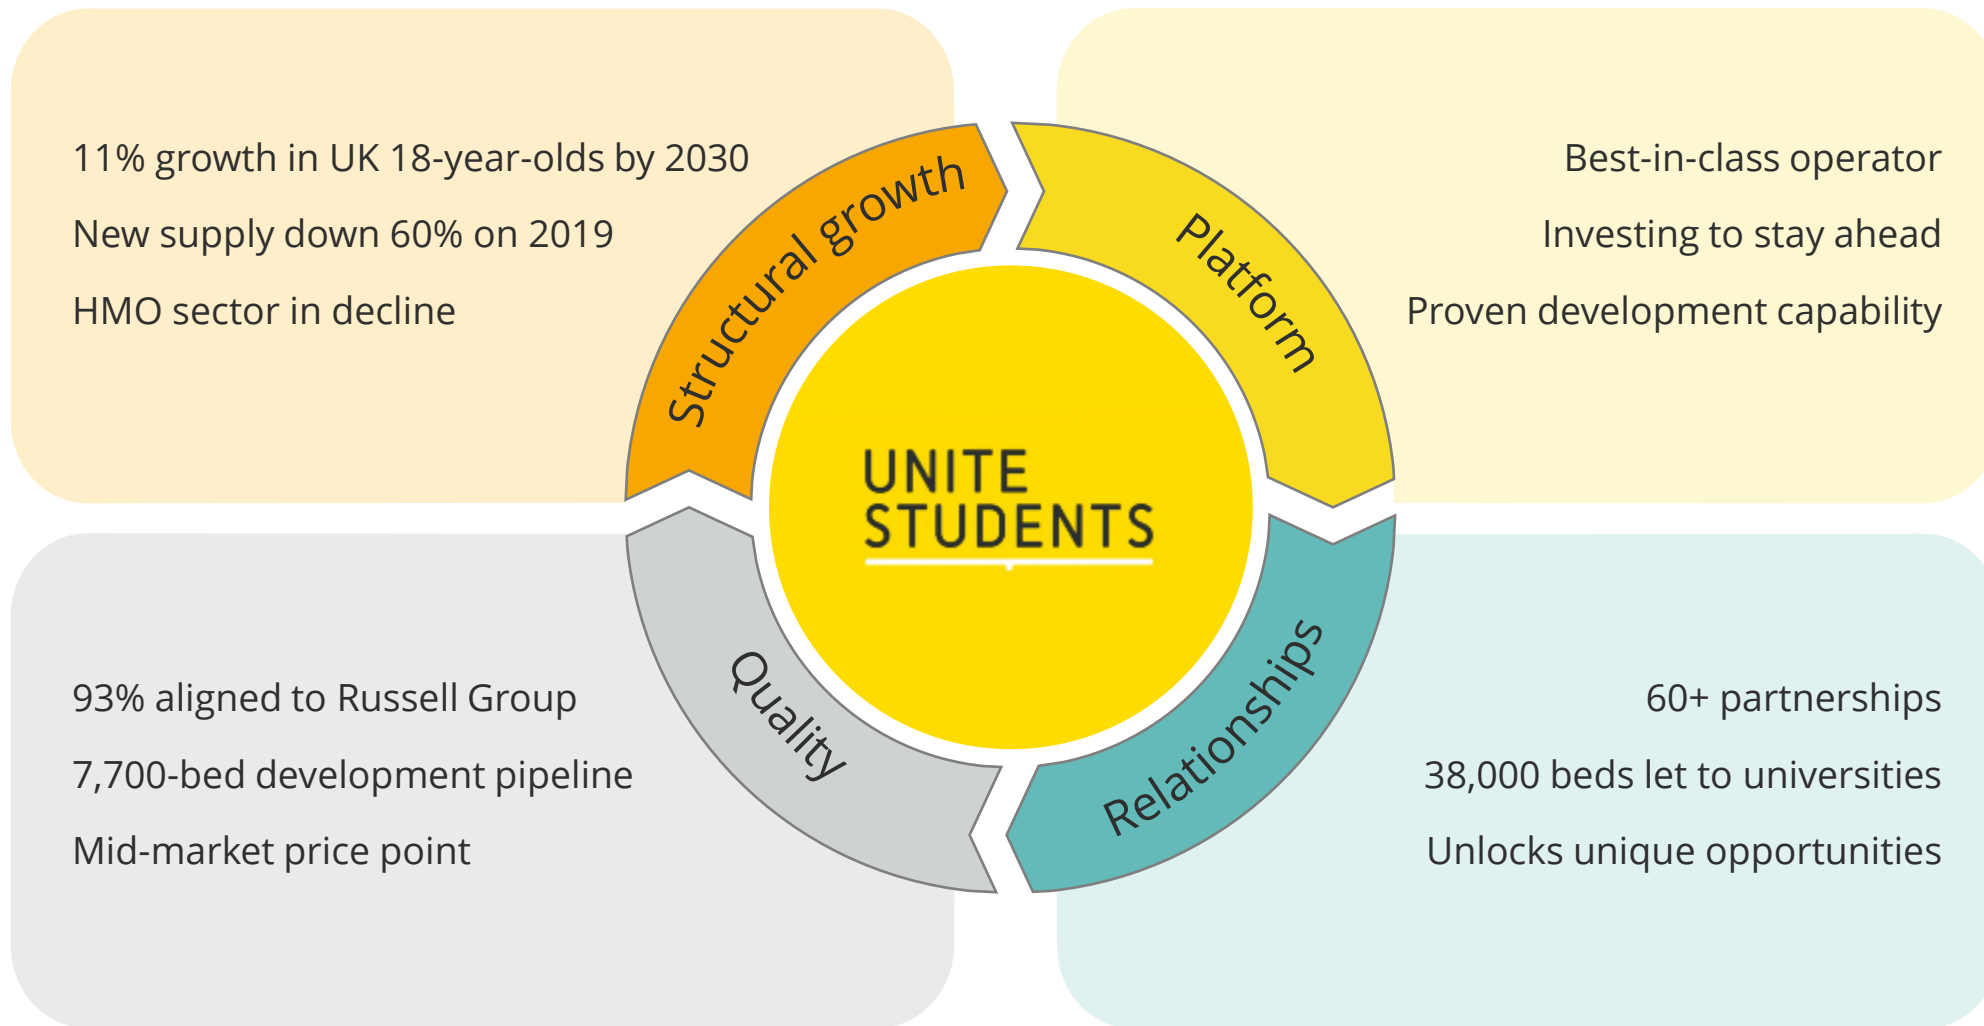 11% growth in UK 18-year-olds by 2030
New supply down 60% on 2019
HMO sector in decline
Structural growth
Platform
Best-in-class operator
Investing to stay ahead
Proven development capability
UNITE
STUDENTS
93% aligned to Russell Group
7,700-bed development pipeline
Mid-market price point
Quality
Relationships
60+ partnerships
38,000 beds let to universities
Unlocks unique opportunities